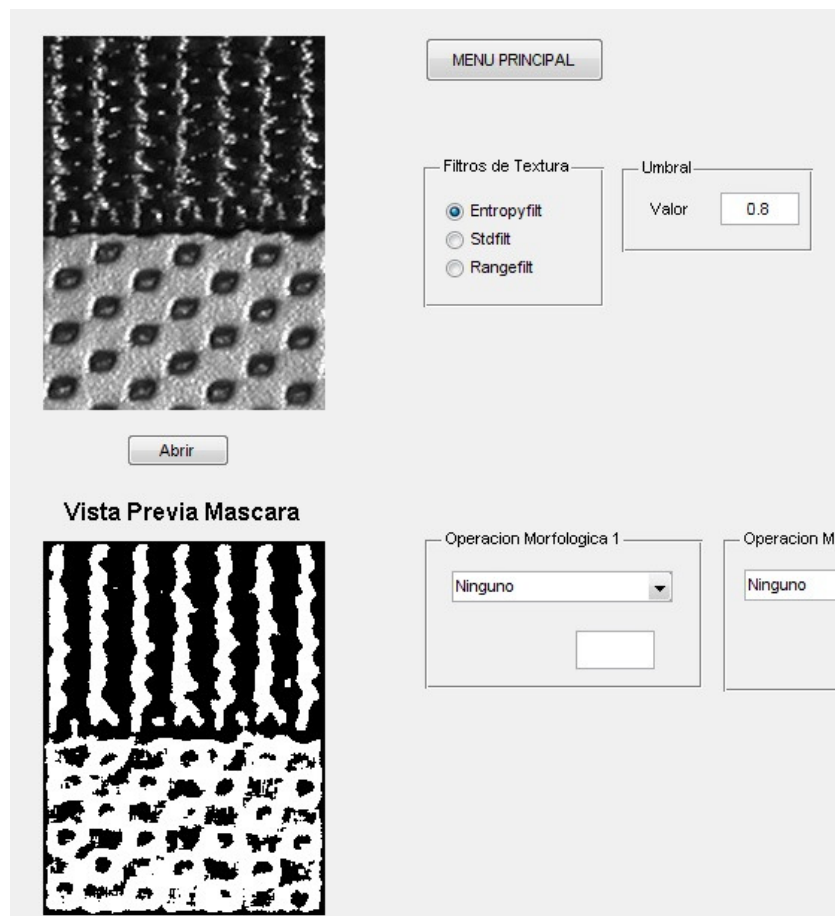 MENU PRINCIPAL
Filtros de Textura
Entropyfilt
Stdfilt
Rangefilt
Umbral
Valor
0.8
Abrir
Vista Previa Mascara
Operacion Morfologica 1
Ninguno
Operacion M
Ninguno